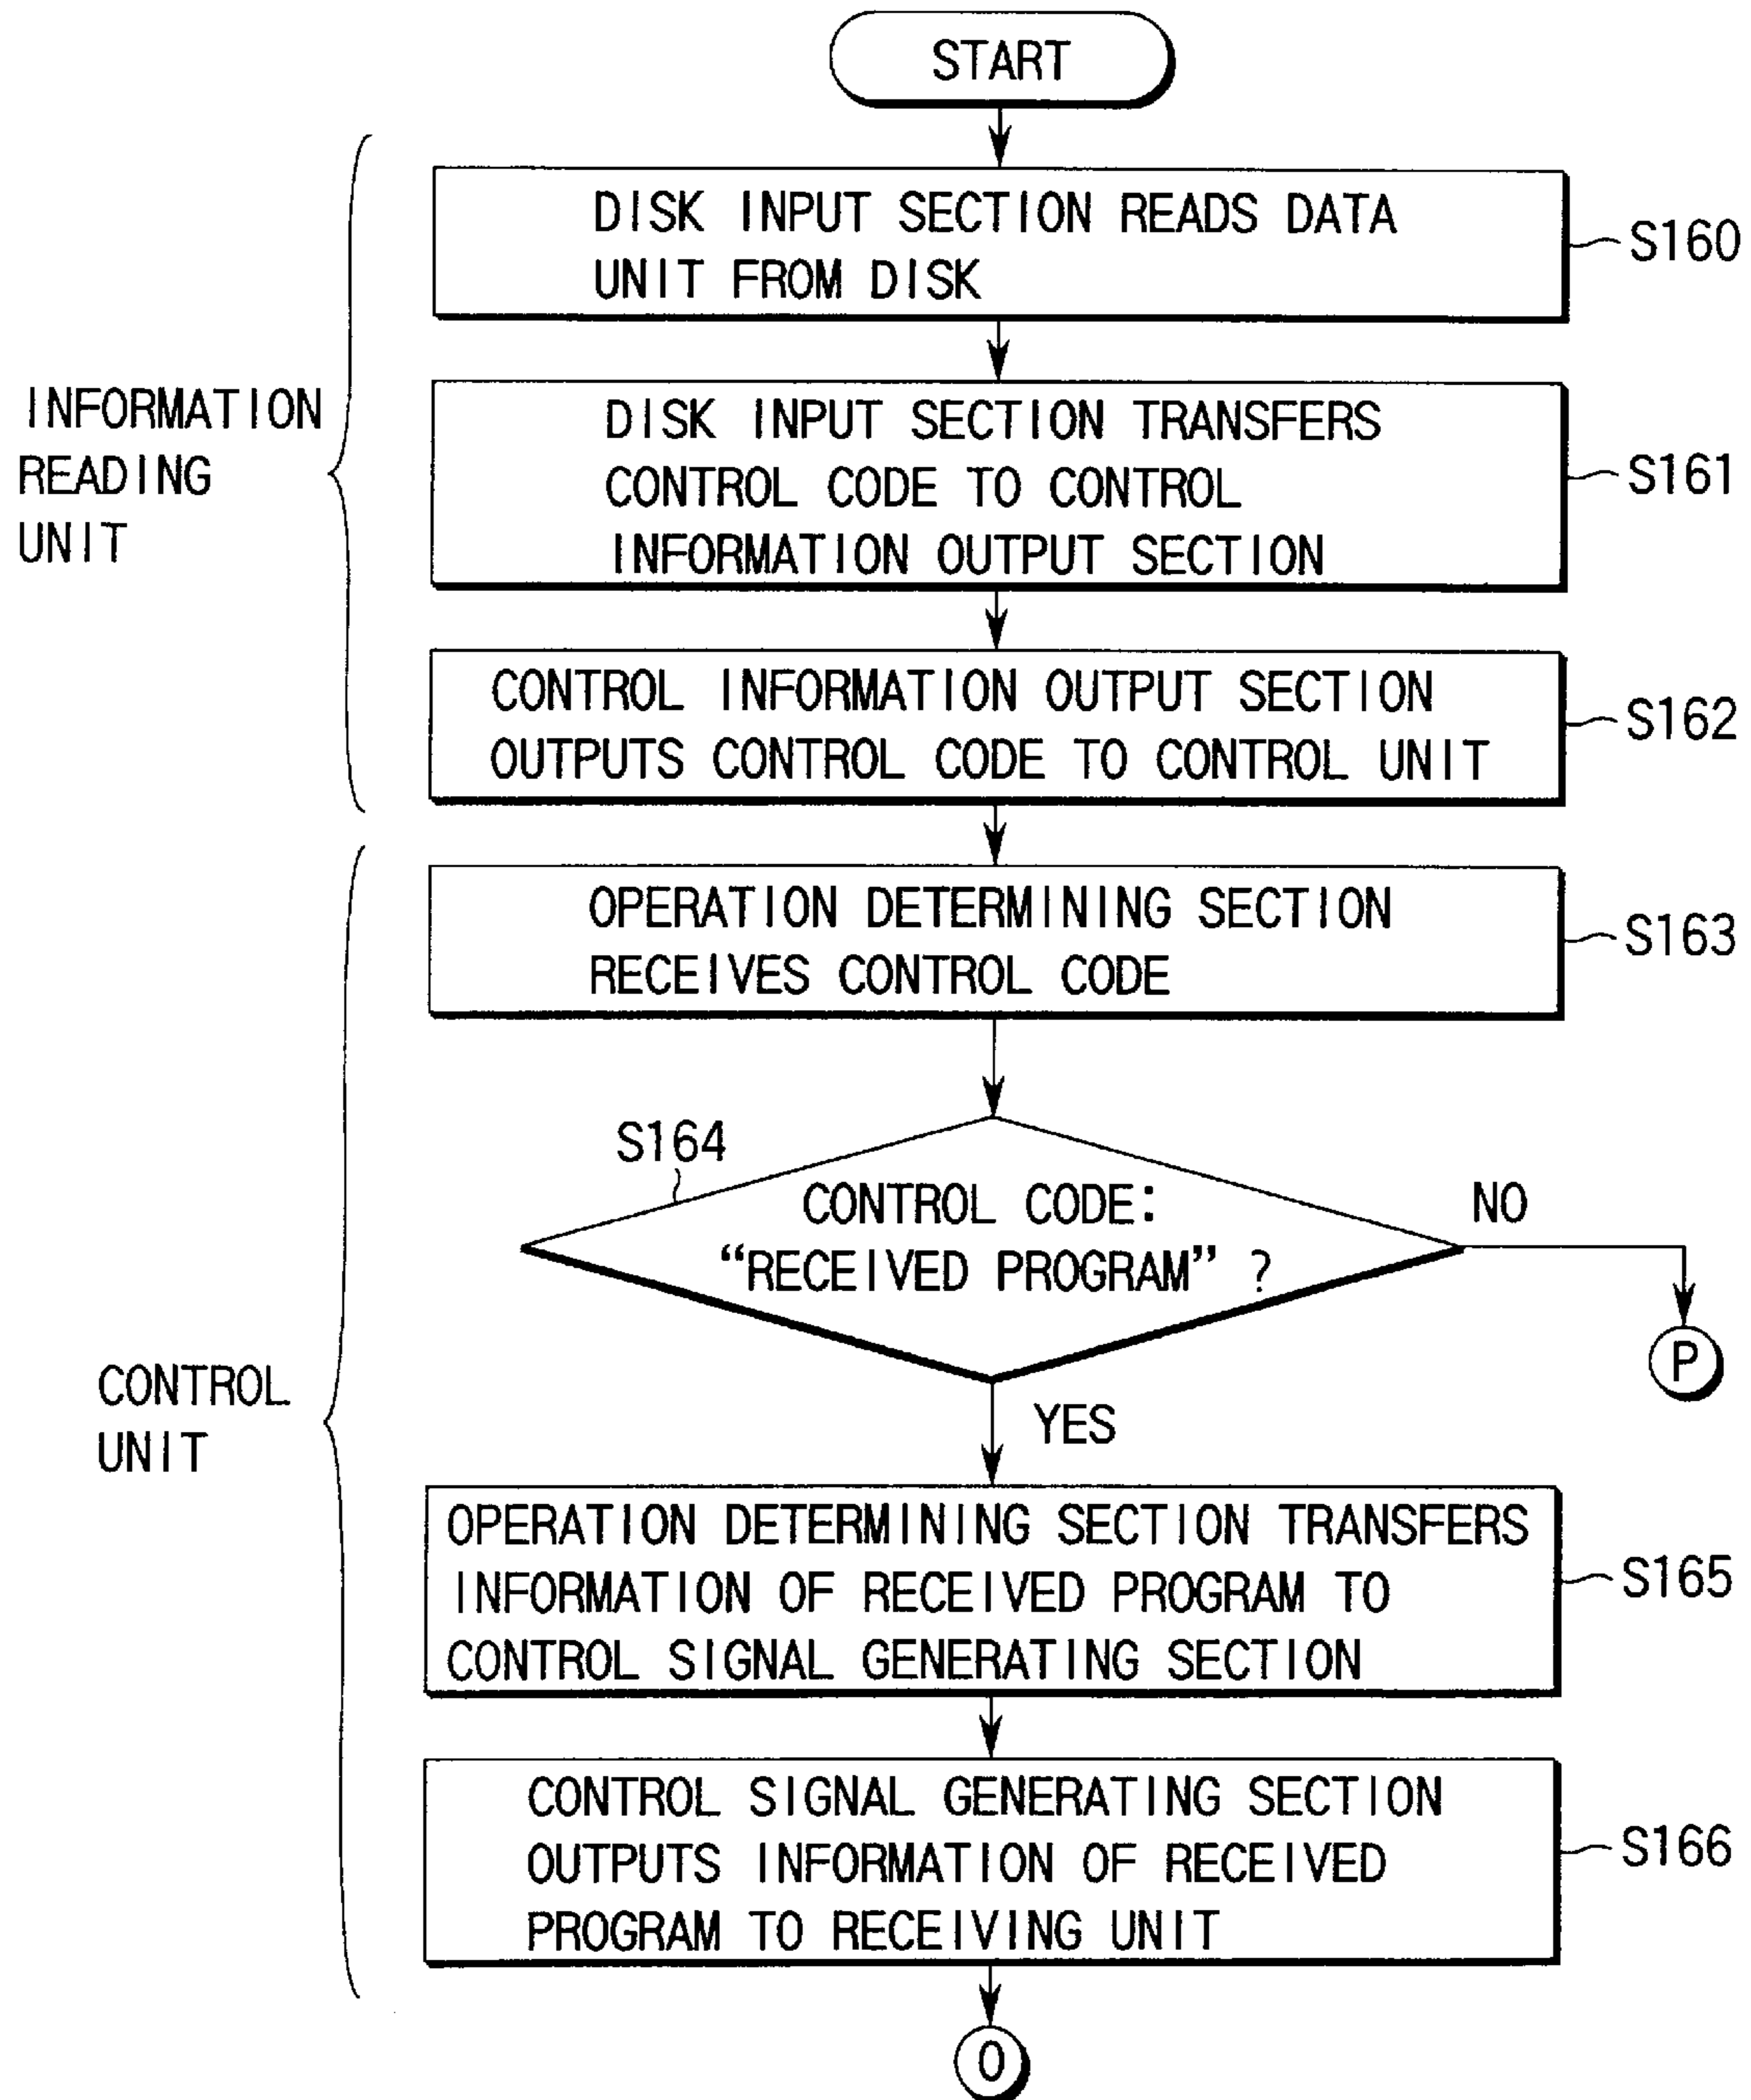 START
DISK INPUT SECTION READS DATA
UNIT FROM DISK
S160
INFORMATION
READING
UNIT
DISK INPUT SECTION TRANSFERS
CONTROL CODE TO CONTROL
INFORMATION OUTPUT SECTION
S161
CONTROL INFORMATION OUTPUT SECTION
OUTPUTS CONTROL CODE TO CONTROL UNIT
S162
OPERATION DETERMINING SECTION
RECEIVES CONTROL CODE
S163
S164
CONTROL CODE:
“RECEIVED PROGRAM” ?
NO
P
CONTROL
UNIT
YES
OPERATION DETERMINING SECTION TRANSFERS
INFORMATION OF RECEIVED PROGRAM TO
CONTROL SIGNAL GENERATING SECTION
S165
CONTROL SIGNAL GENERATING SECTION
OUTPUTS INFORMATION OF RECEIVED
PROGRAM TO RECEIVING UNIT
S166
O